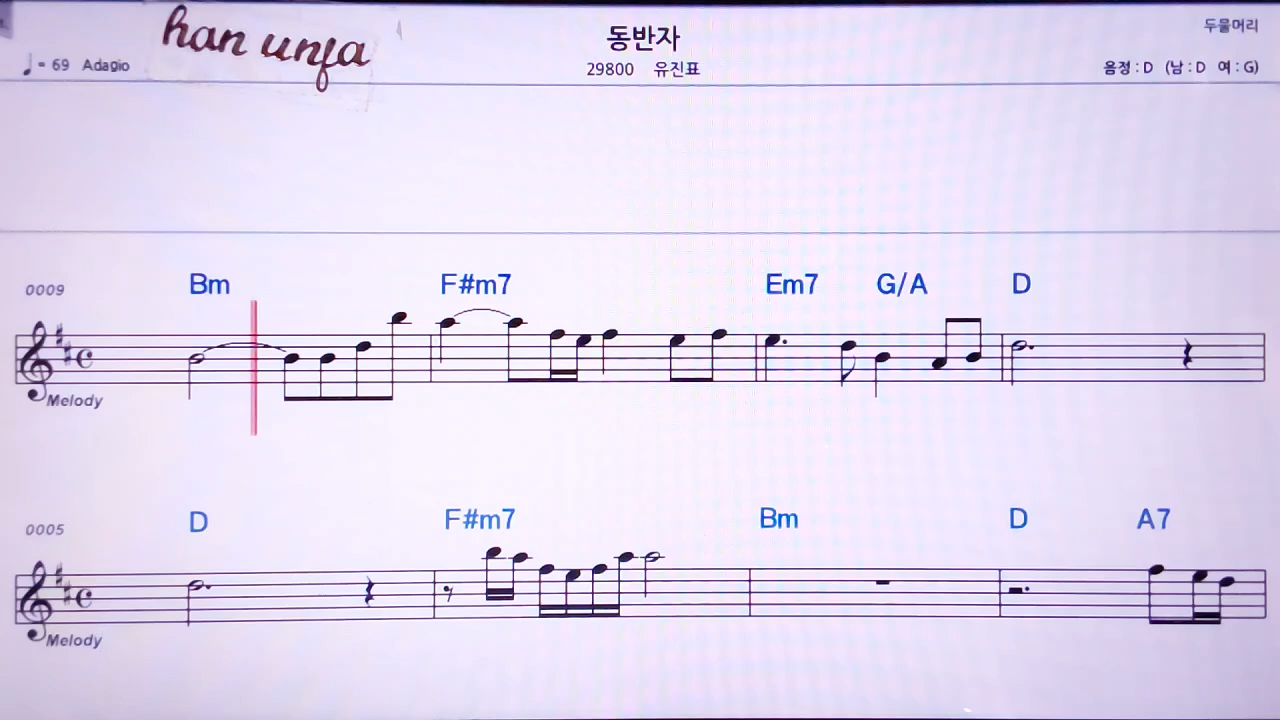 han unja
동반자
두물머리
♩ = 69 Adagio
29800 유진표
음정 : D (남 : D 여 : G)
0009 Bm F#m7 Em7 G/A D
Melody
0005 D F#m7 Bm D A7
Melody